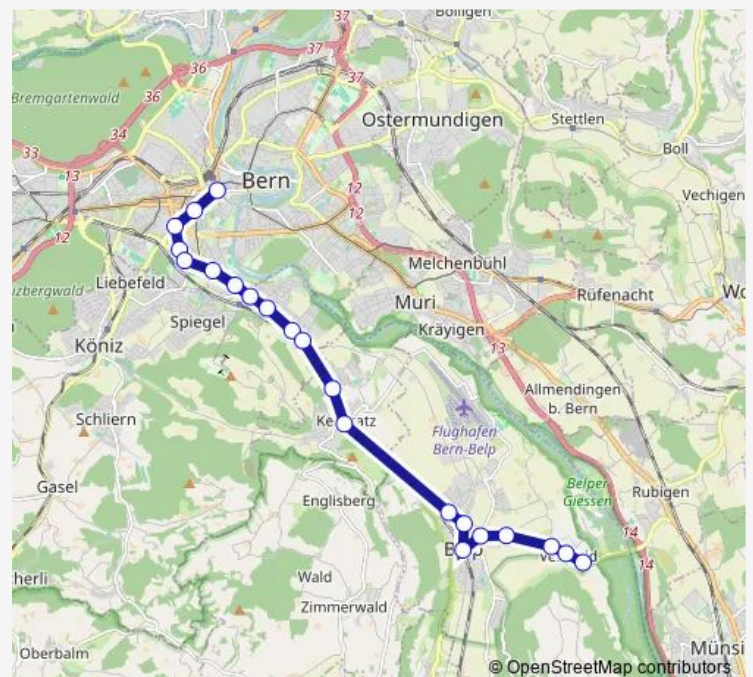 37
Bolligen
36
37
Bremgartenwald
36
37
Ostermundigen
Stettlen
34
33
Boll
13
Bern
12
Vechigen
12
12
Liebefeld
Melchenbühl
Rüfenacht
Muri
Spiegel
Kräyigen
Köniz
13
Allmendingen
b. Bern
Schliern
Flughafen
Bern-Belp
Gasel
Belper
Giessen
Rubigen
Englisberg
14
14
Wald
Zimmerwald
Oberbalm
© OpenStreetMap contributors